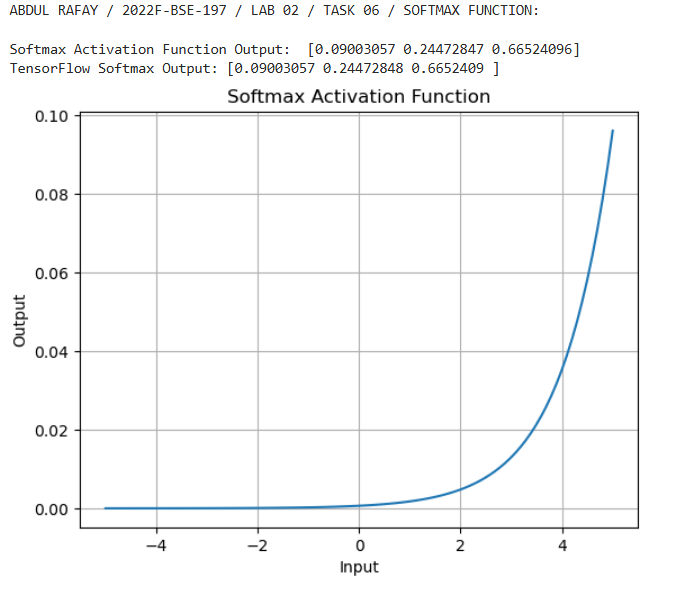 ABDUL RAFAY / 2022F-BSE-197 / LAB 02 / TASK 06 / SOFTMAX FUNCTION:
Softmax Activation Function Output:  [0.09003057 0.24472847 0.66524096]
TensorFlow Softmax Output: [0.09003057 0.24472848 0.6652409 ]
Softmax Activation Function
0.10
0.08
0.06
0.04
0.02
0.00
Output
−4 −2 0 2 4
Input